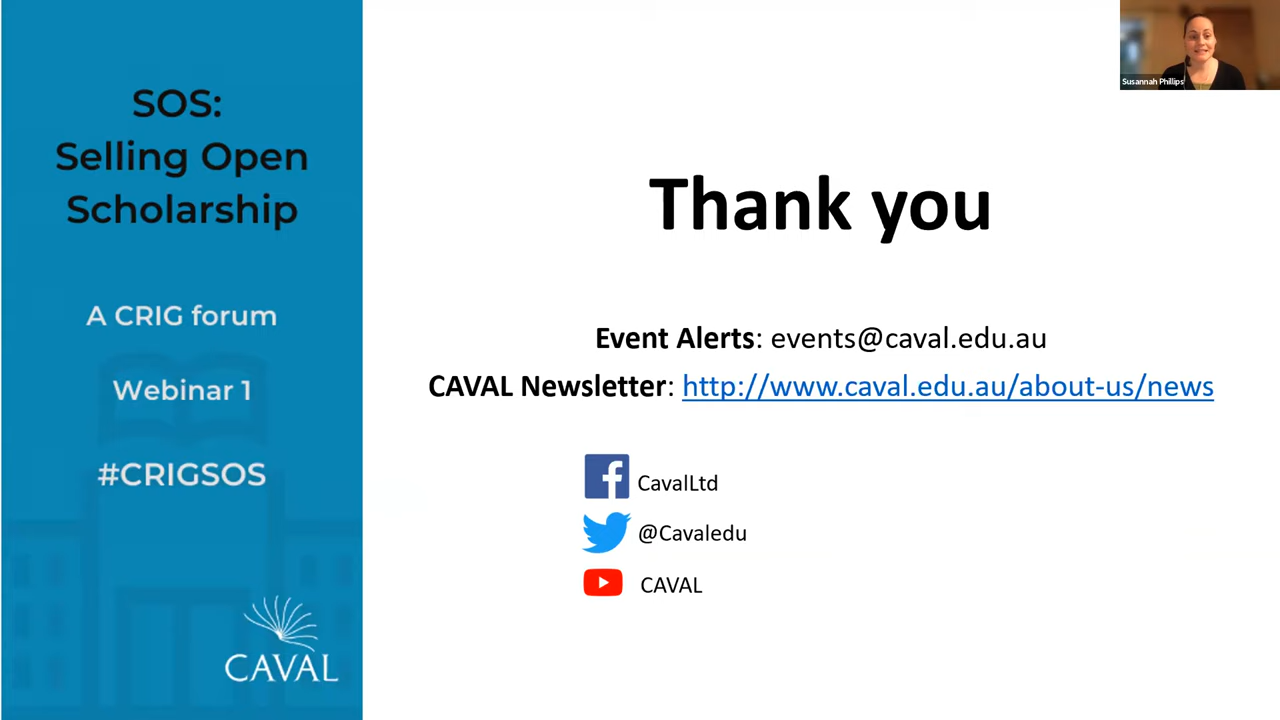 SOS:
Selling Open
Scholarship
A CRIG forum
Webinar 1
#CRIGSOS
CAVAL
Susannah Phillips
Thank you
Event Alerts: events@caval.edu.au
CAVAL Newsletter: http://www.caval.edu.au/about-us/news
CavalLtd
@Cavaledu
CAVAL